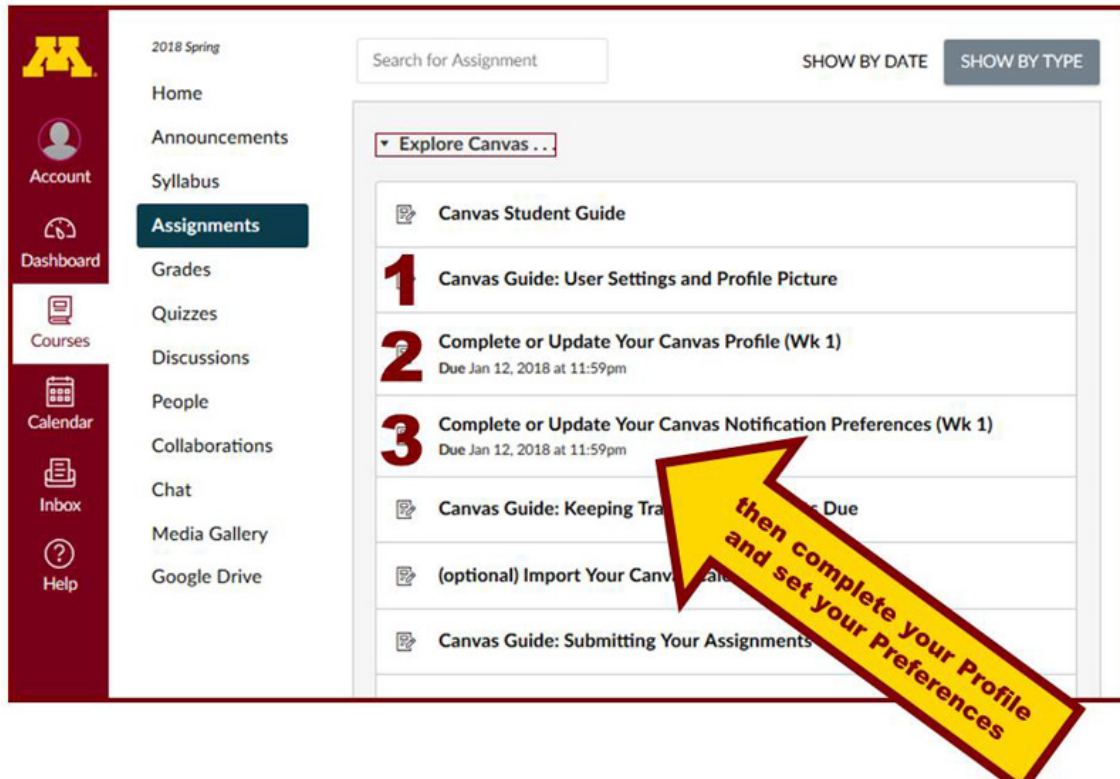 M
2018 Spring
Search for Assignment
SHOW BY DATE
SHOW BY TYPE
Account
Dashboard
Courses
Calendar
Inbox
Help
Home
Announcements
Syllabus
Assignments
Grades
Quizzes
Discussions
People
Collaborations
Chat
Media Gallery
Google Drive
Explore Canvas . . .
Canvas Student Guide
1
Canvas Guide: User Settings and Profile Picture
2
Complete or Update Your Canvas Profile (Wk 1)
Due Jan 12, 2018 at 11:59pm
3
Complete or Update Your Canvas Notification Preferences (Wk 1)
Due Jan 12, 2018 at 11:59pm
Canvas Guide: Keeping Due
(optional) Import Your
Canvas Guide: Submitting Your Assignments
then complete your Profile
and set your Preferences